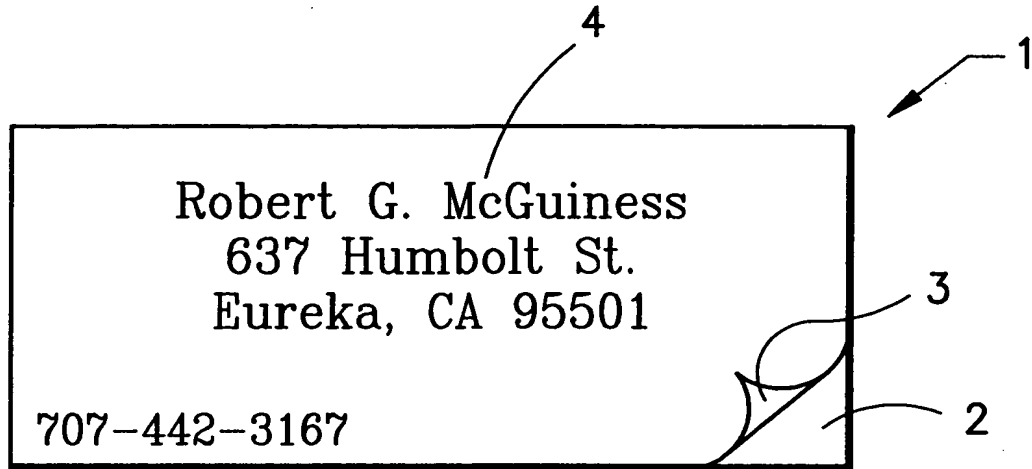 4
1
Robert G. McGuiness
637 Humbolt St.
Eureka, CA 95501
3
707-442-3167
2